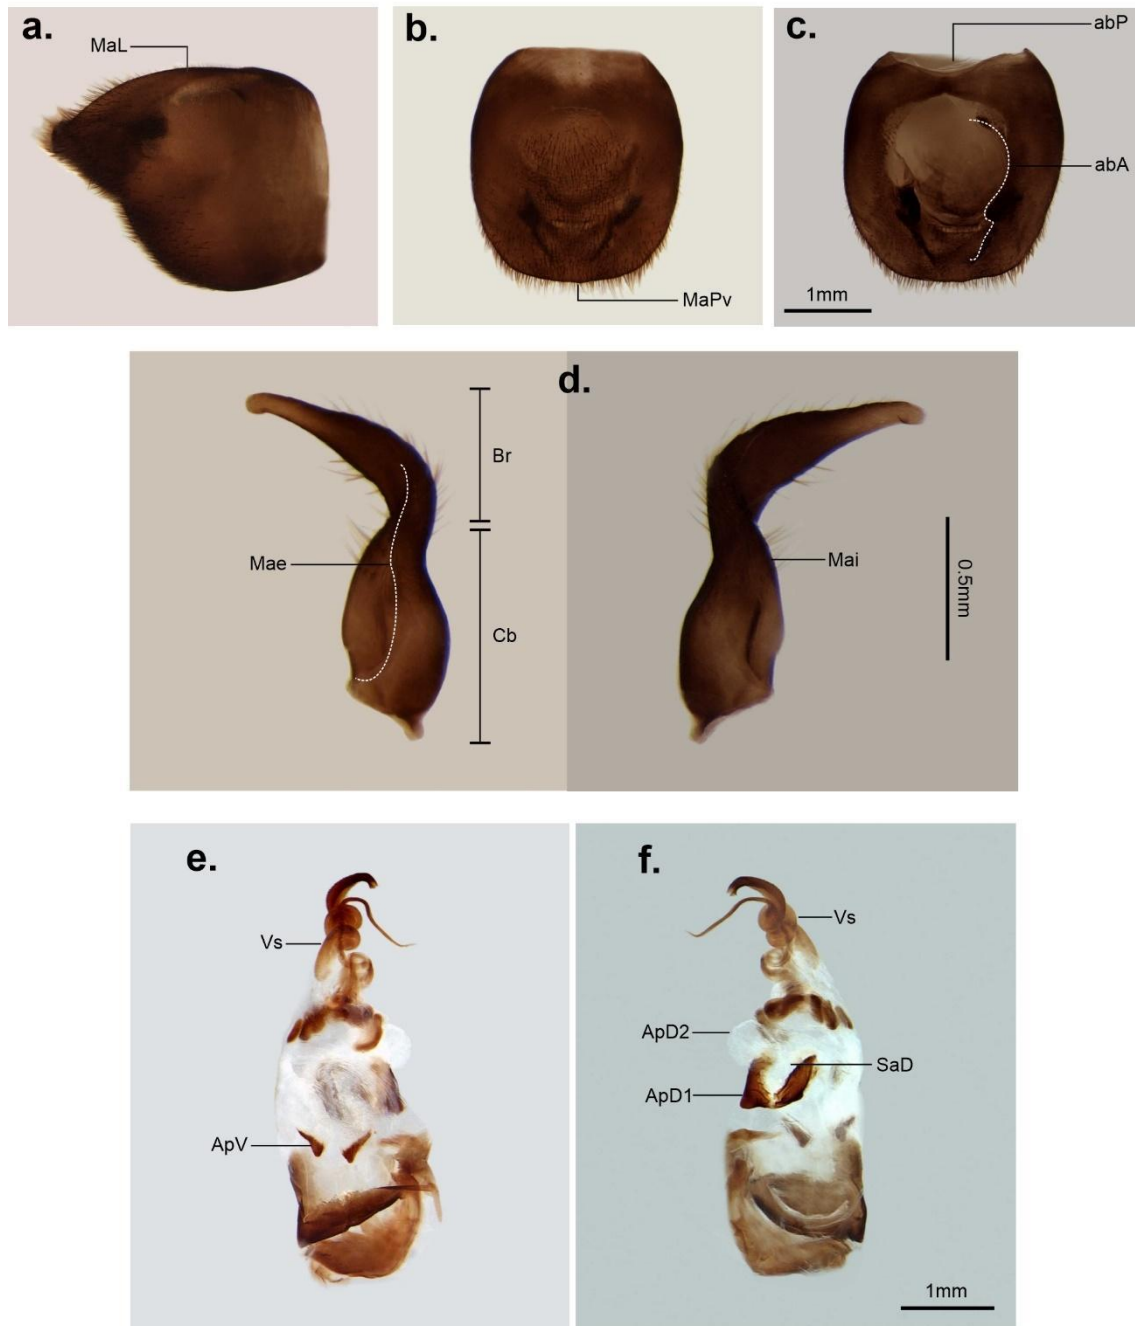 a.
MaL
b.
MaPv
c.
abP
abA
1mm
d.
Br
Mae
Cb
Mai
0.5mm
e.
Vs
ApV
f.
Vs
ApD2
SaD
ApD1
1mm